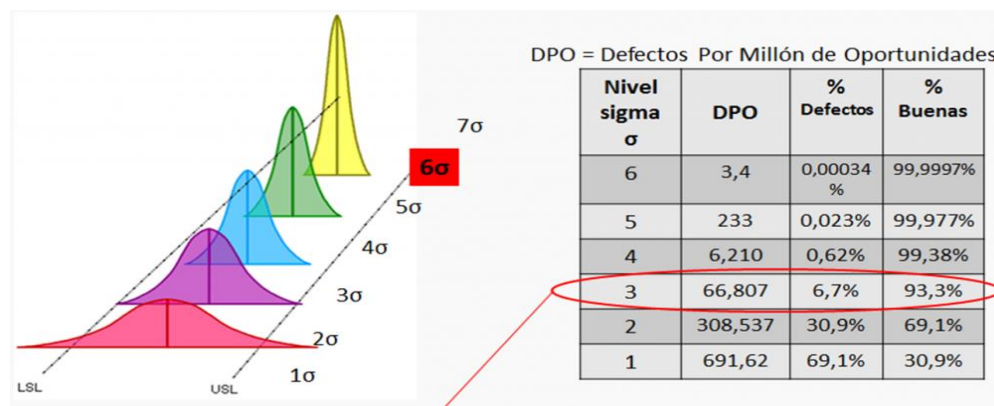 7σ
6σ
5σ
4σ
3σ
2σ
1σ
LSL
USL
DPO = Defectos Por Millón de Oportunidades
Nivel sigma σ DPO % Defectos % Buenas
6 3,4 0,00034 % 99,9997%
5 233 0,023% 99,977%
4 6,210 0,62% 99,38%
3 66,807 6,7% 93,3%
2 308,537 30,9% 69,1%
1 691,62 69,1% 30,9%